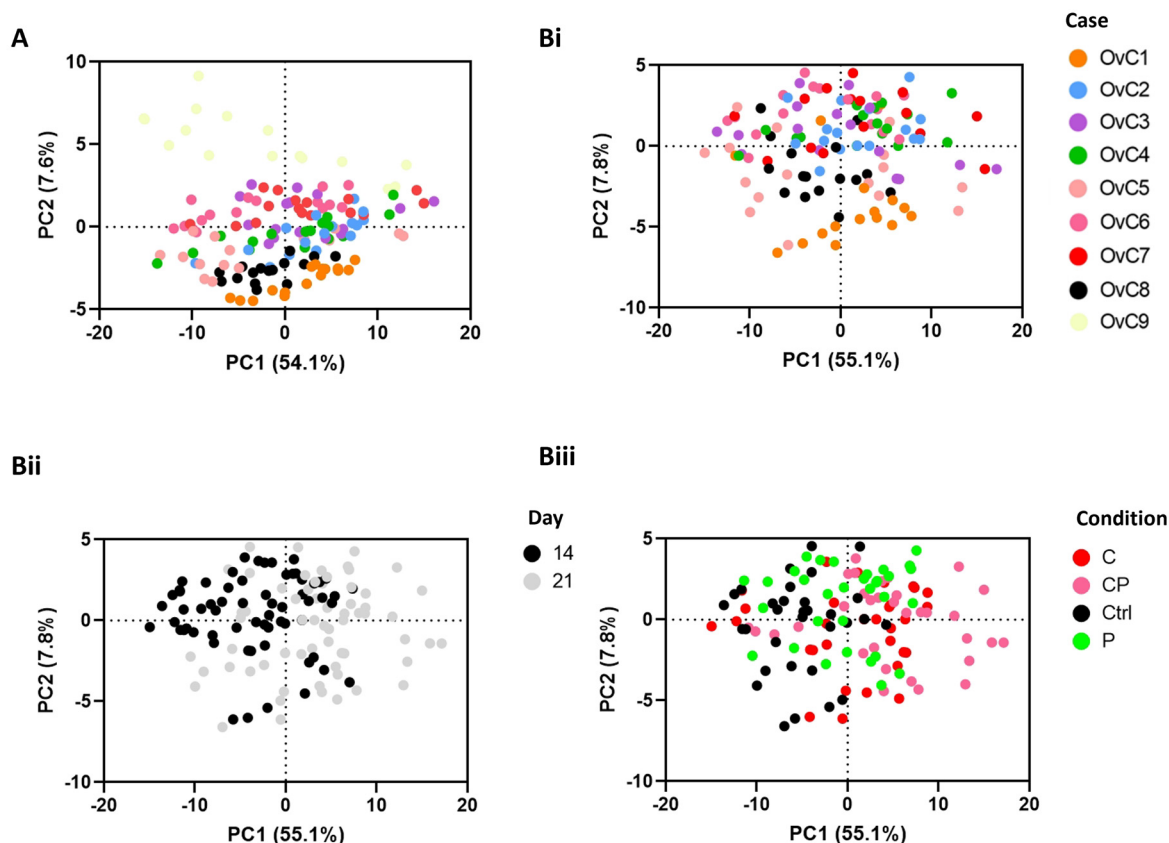 A
10
5
0
-5
-20
-10
0
10
20
PC2 (7.6%)
PC1 (54.1%)
Bi
5
0
-5
-10
-20
-10
0
10
20
PC2 (7.8%)
PC1 (55.1%)
Case
OvC1
OvC2
OvC3
OvC4
OvC5
OvC6
OvC7
OvC8
OvC9
Bii
5
0
-5
-10
-20
-10
0
10
20
PC2 (7.8%)
PC1 (55.1%)
Day
14
21
Biii
5
0
-5
-10
-20
-10
0
10
20
PC2 (7.8%)
PC1 (55.1%)
Condition
C
CP
Ctrl
P